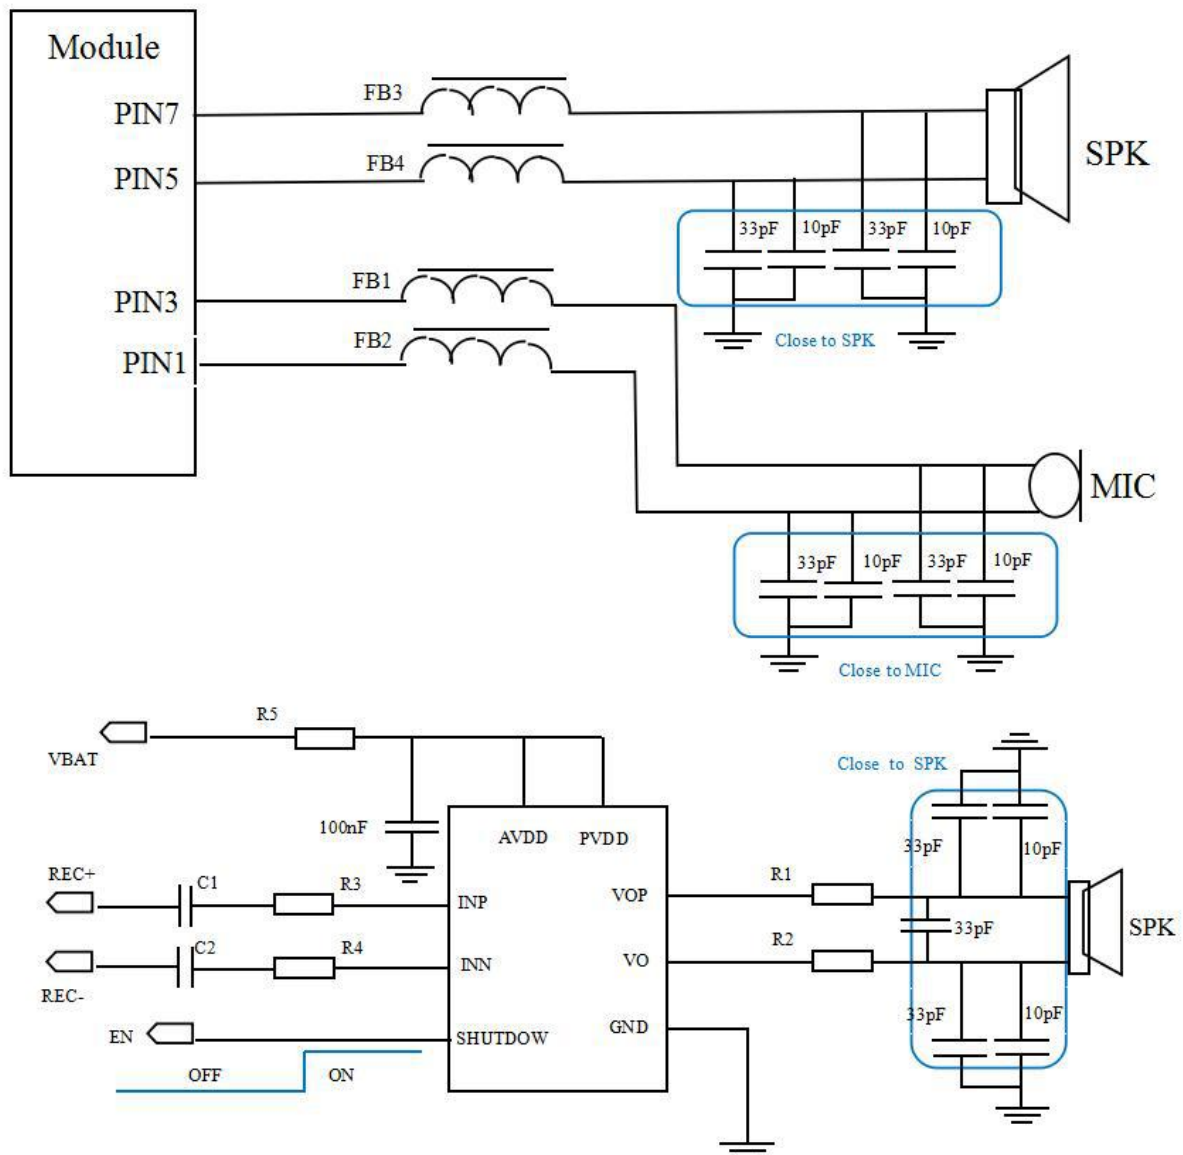 Module
FB3
PIN7
FB4
PIN5
SPK
33pF 10pF 33pF 10pF
FB1
PIN3
FB2
Close to SPK
PIN1
MIC
33pF 10pF 33pF 10pF
Close to MIC
R5
VBAT
Close to SPK
100nF
AVDD PVDD
33pF 10pF
REC+
C1 R3
R1
INP
VOP
33pF
SPK
C2 R4
R2
INN
VO
REC-
33pF 10pF
EN
SHUTDOW
GND
OFF ON